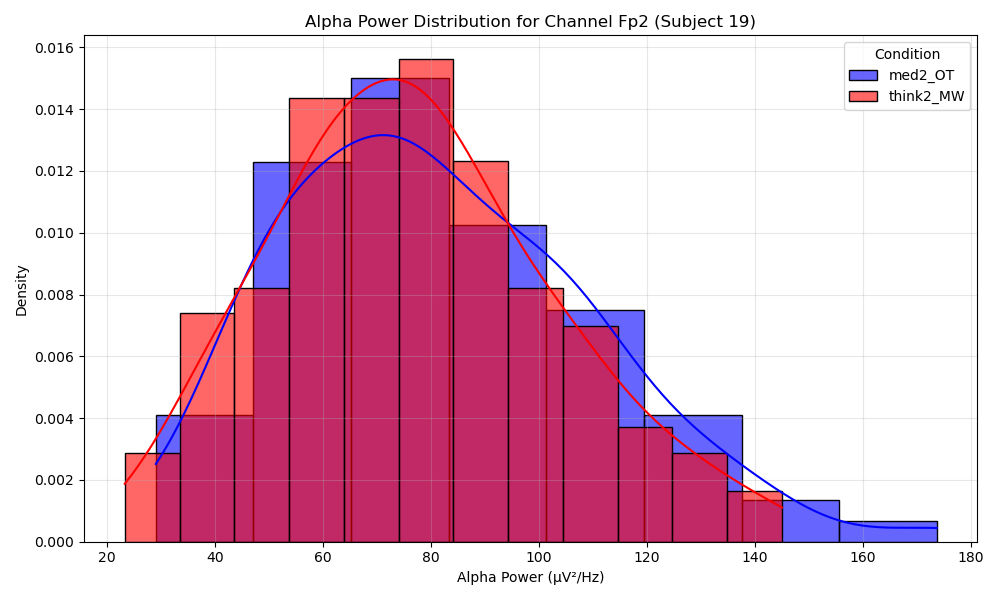 Alpha Power Distribution for Channel Fp2 (Subject 19)
Condition
med2_OT
think2_MW
0.016
0.014
0.012
0.010
0.008
0.006
0.004
0.002
0.000
Density
20 40 60 80 100 120 140 160 180
Alpha Power (μV²/Hz)